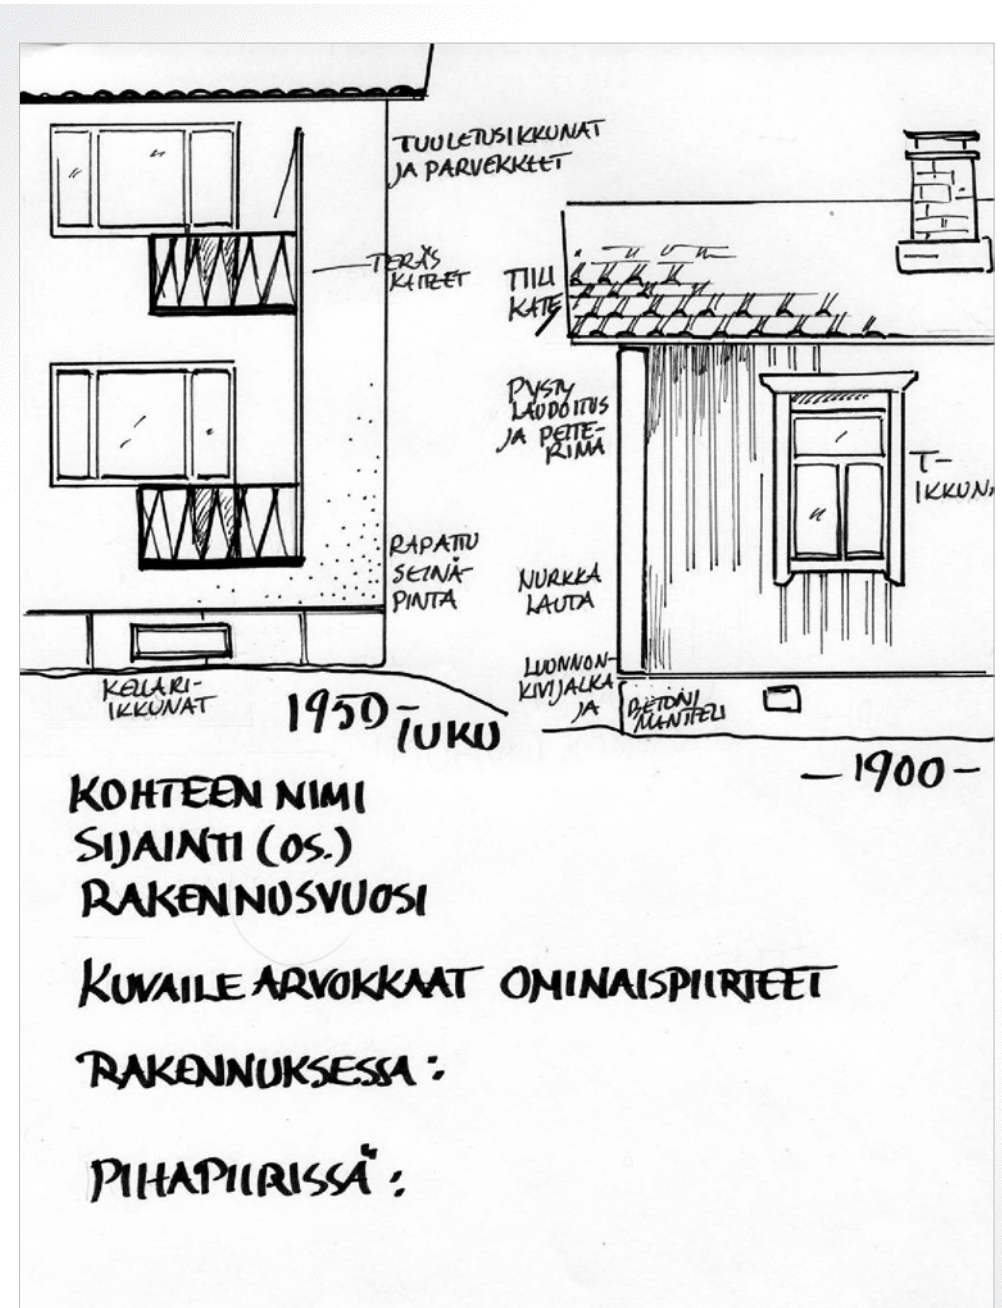 TUULETUSIKKUNAT
JA PARVEKKEET
TERÄS
KAITEET
RAPATTU
SEINÄ-
PINTA
KELLARI-
IKKUNAT
1950-
LUKU
TIILI
KATE
PYSTY
LAUDOITUS
JA PEITE-
RIMA
T-
IKKUN
NURKKA
LAUTA
LUONNON-
KIVIJALKA
JA
BETONI
MANTTELI
-1900-
KOHTEEN NIMI
SIJAINTI (OS.)
RAKENNUSVUOSI
KUVAILE ARVOKKAAT OMINAISPIIRTEET
RAKENNUKSESSA:
PIHAPIIRISSÄ: